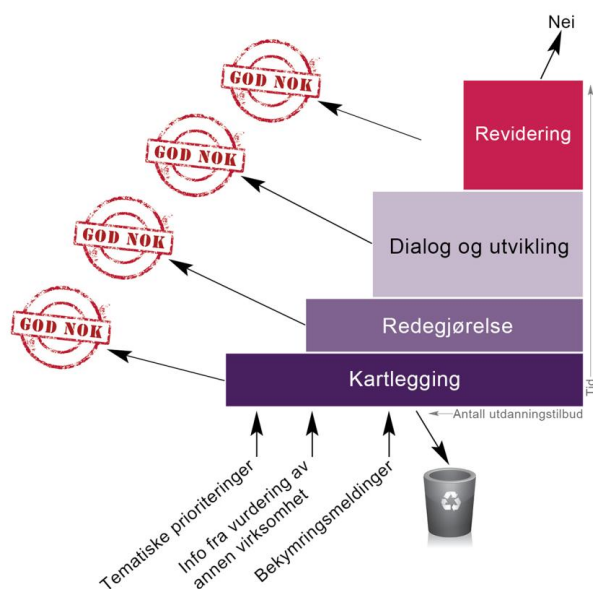 Nei
GOD NOK
Revidering
GOD NOK
Dialog og utvikling
GOD NOK
Redegjørelse
GOD NOK
Kartlegging
Tid
Antall utdanningstilbud
Tematiske prioriteringer
Info fra vurdering av
annen virksomhet
Bekymringsmeldinger